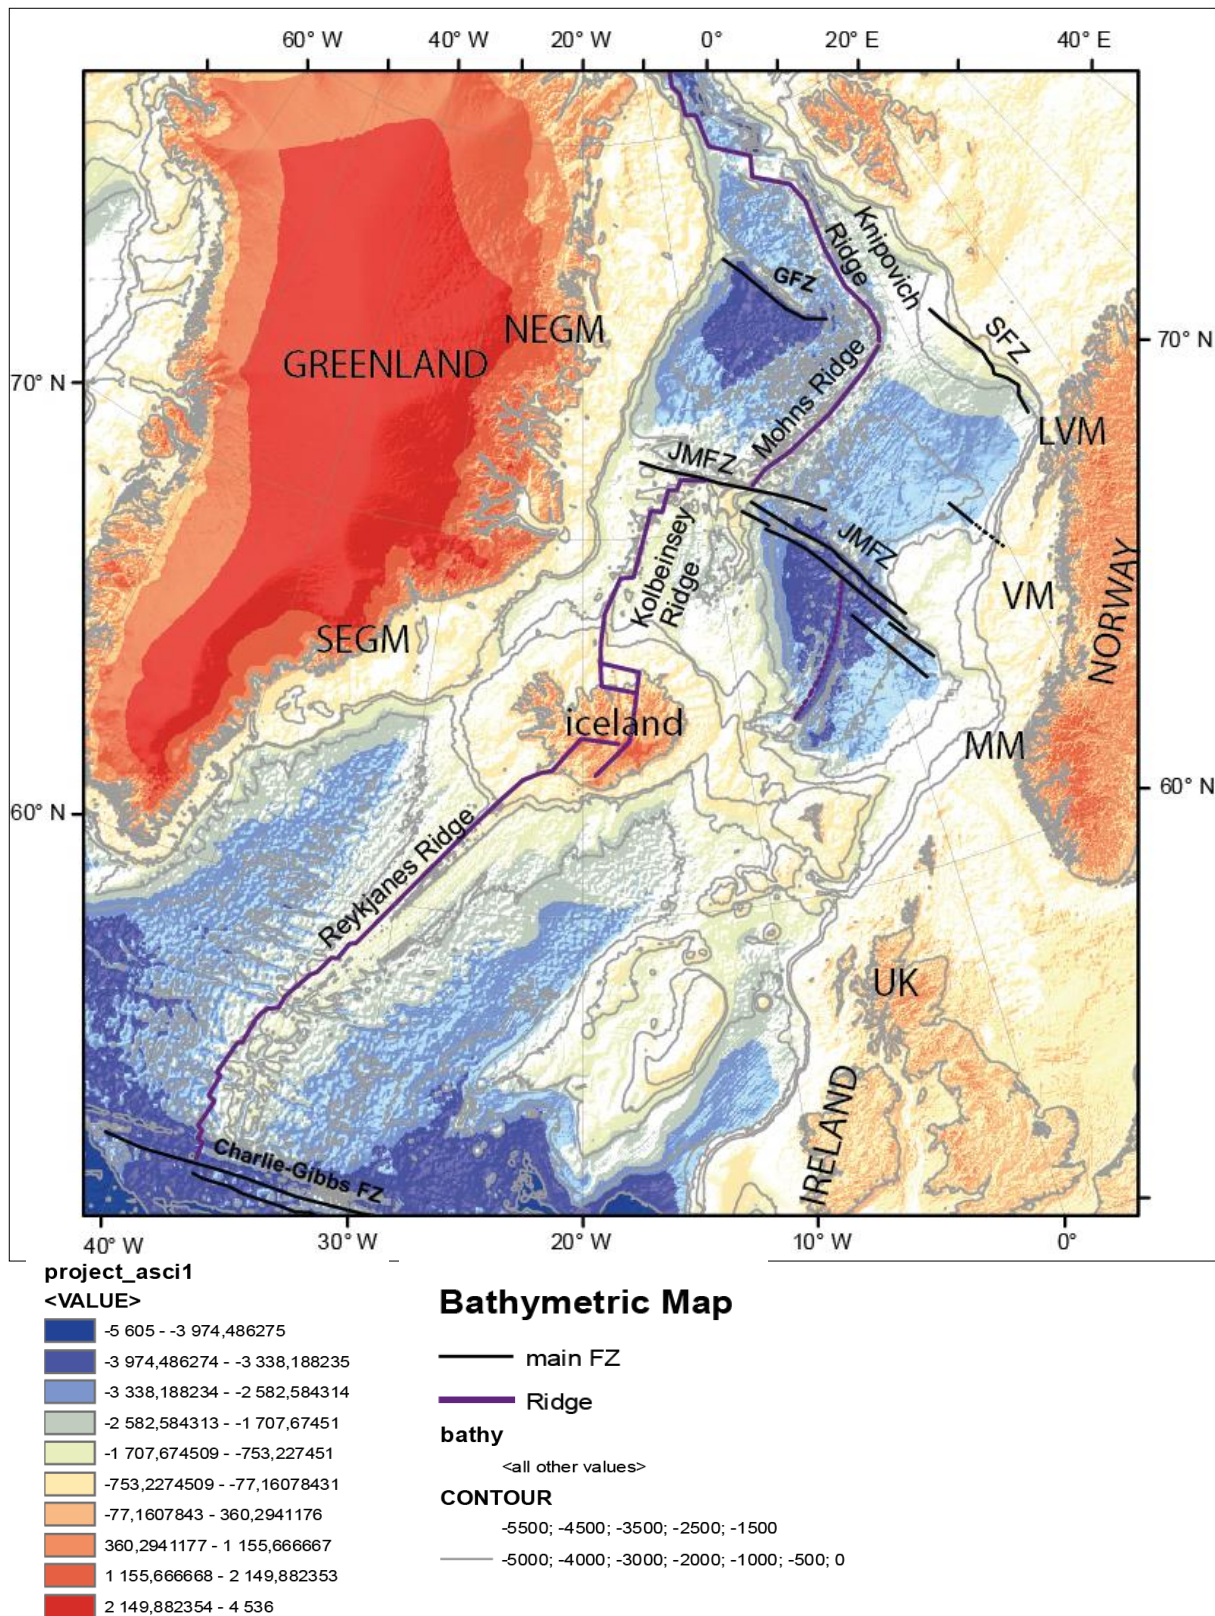 60° W 40° W 20° W 0° 20° E 40° E
Knipovich
Ridge
GFZ
SFZ
NEGM
GREENLAND
70° N
70° N
Mohns Ridge
LVM
JMFZ
JMFZ
Kolbeinsey
Ridge
VM
NORWAY
SEGM
iceland
MM
60° N
60° N
Reykjanes Ridge
UK
IRELAND
Charlie-Gibbs FZ
40° W 30° W 20° W 10° W 0°
project_asci1
<VALUE>
-5 605 - -3 974,486275
-3 974,486274 - -3 338,188235
-3 338,188234 - -2 582,584314
-2 582,584313 - -1 707,67451
-1 707,674509 - -753,227451
-753,2274509 - -77,16078431
-77,1607843 - 360,2941176
360,2941177 - 1 155,666667
1 155,666668 - 2 149,882353
2 149,882354 - 4 536
Bathymetric Map
main FZ
Ridge
bathy
<all other values>
CONTOUR
-5500; -4500; -3500; -2500; -1500
-5000; -4000; -3000; -2000; -1000; -500; 0